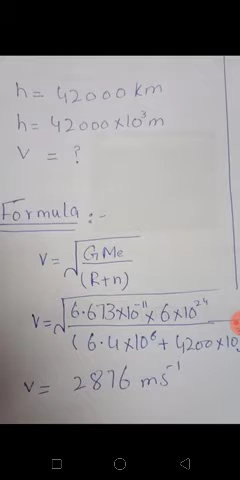 h = 42000 km
h = 42000×10³m
V = ?
Formula :-
V = √GMe/(R+n)
V = √6.673×10⁻¹¹×6×10²⁴/(6.4×10⁶+4200×10
V = 2876 ms⁻¹